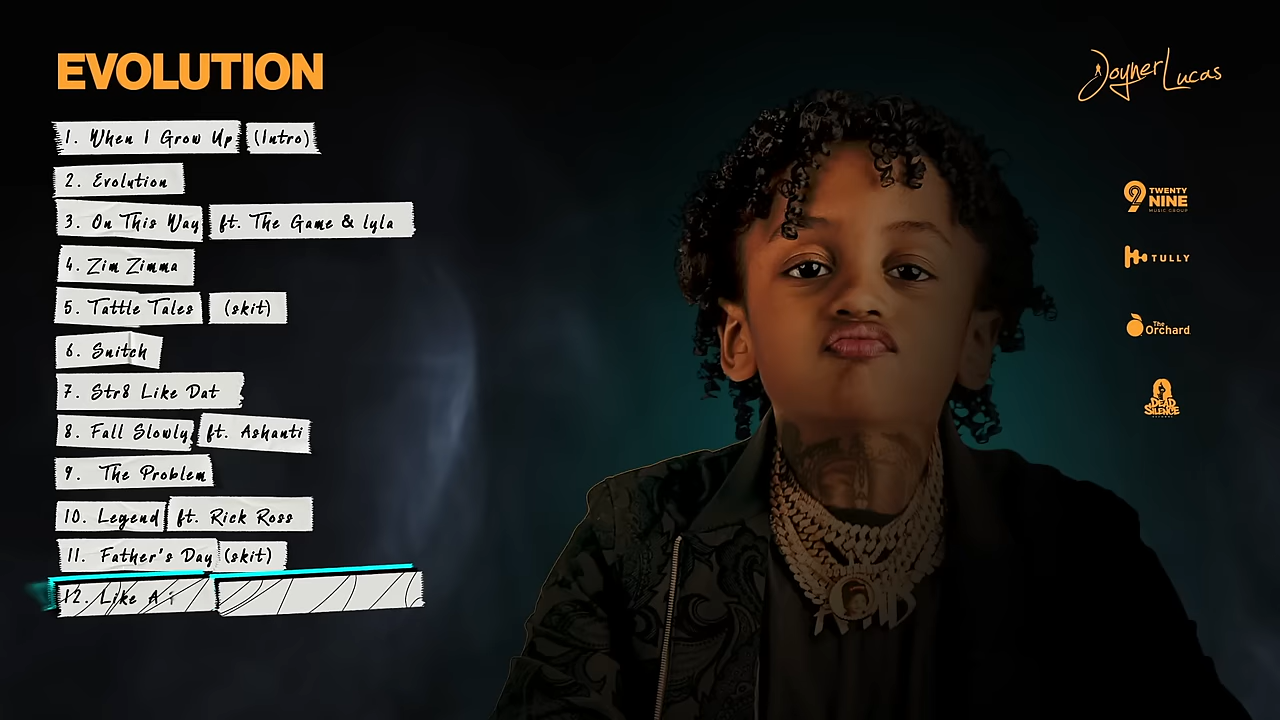 EVOLUTION
Joyner Lucas
1. When I Grow Up (Intro)
2. Evolution
3. On This Way ft. The Game & lyla
4. Zim Zimma
5. Tattle Tales (skit)
6. Snitch
7. Str8 Like Dat
8. Fall Slowly ft. Ashanti
9. The Problem
10. Legend ft. Rick Ross
11. Father's Day (skit)
12. Like A
TWENTY
NINE
MUSIC GROUP
TULLY
The
Orchard
DEAD
SILENCE